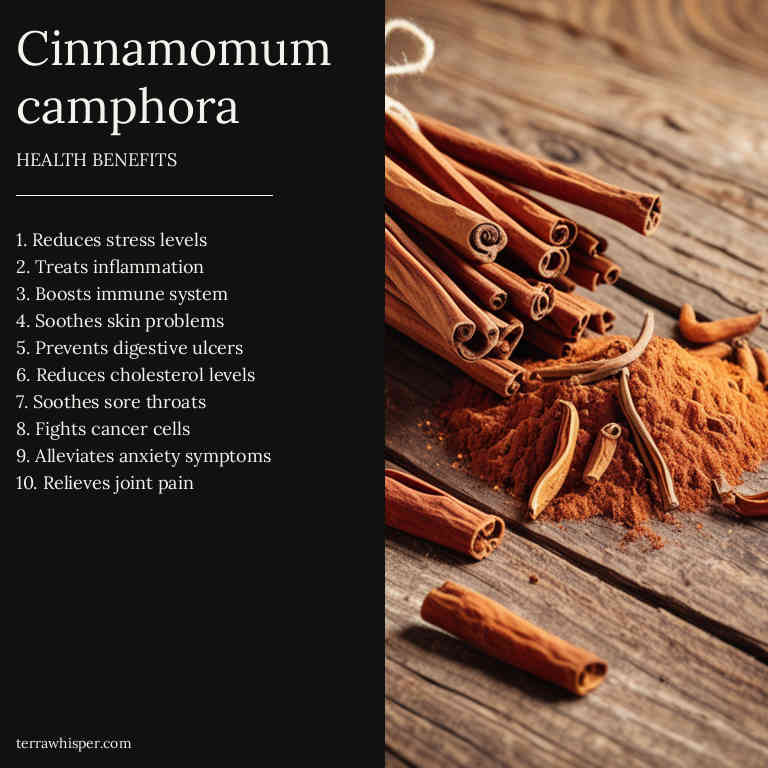 Cinnamomum
camphora
HEALTH BENEFITS
1. Reduces stress levels
2. Treats inflammation
3. Boosts immune system
4. Soothes skin problems
5. Prevents digestive ulcers
6. Reduces cholesterol levels
7. Soothes sore throats
8. Fights cancer cells
9. Alleviates anxiety symptoms
10. Relieves joint pain
terrawhisper.com